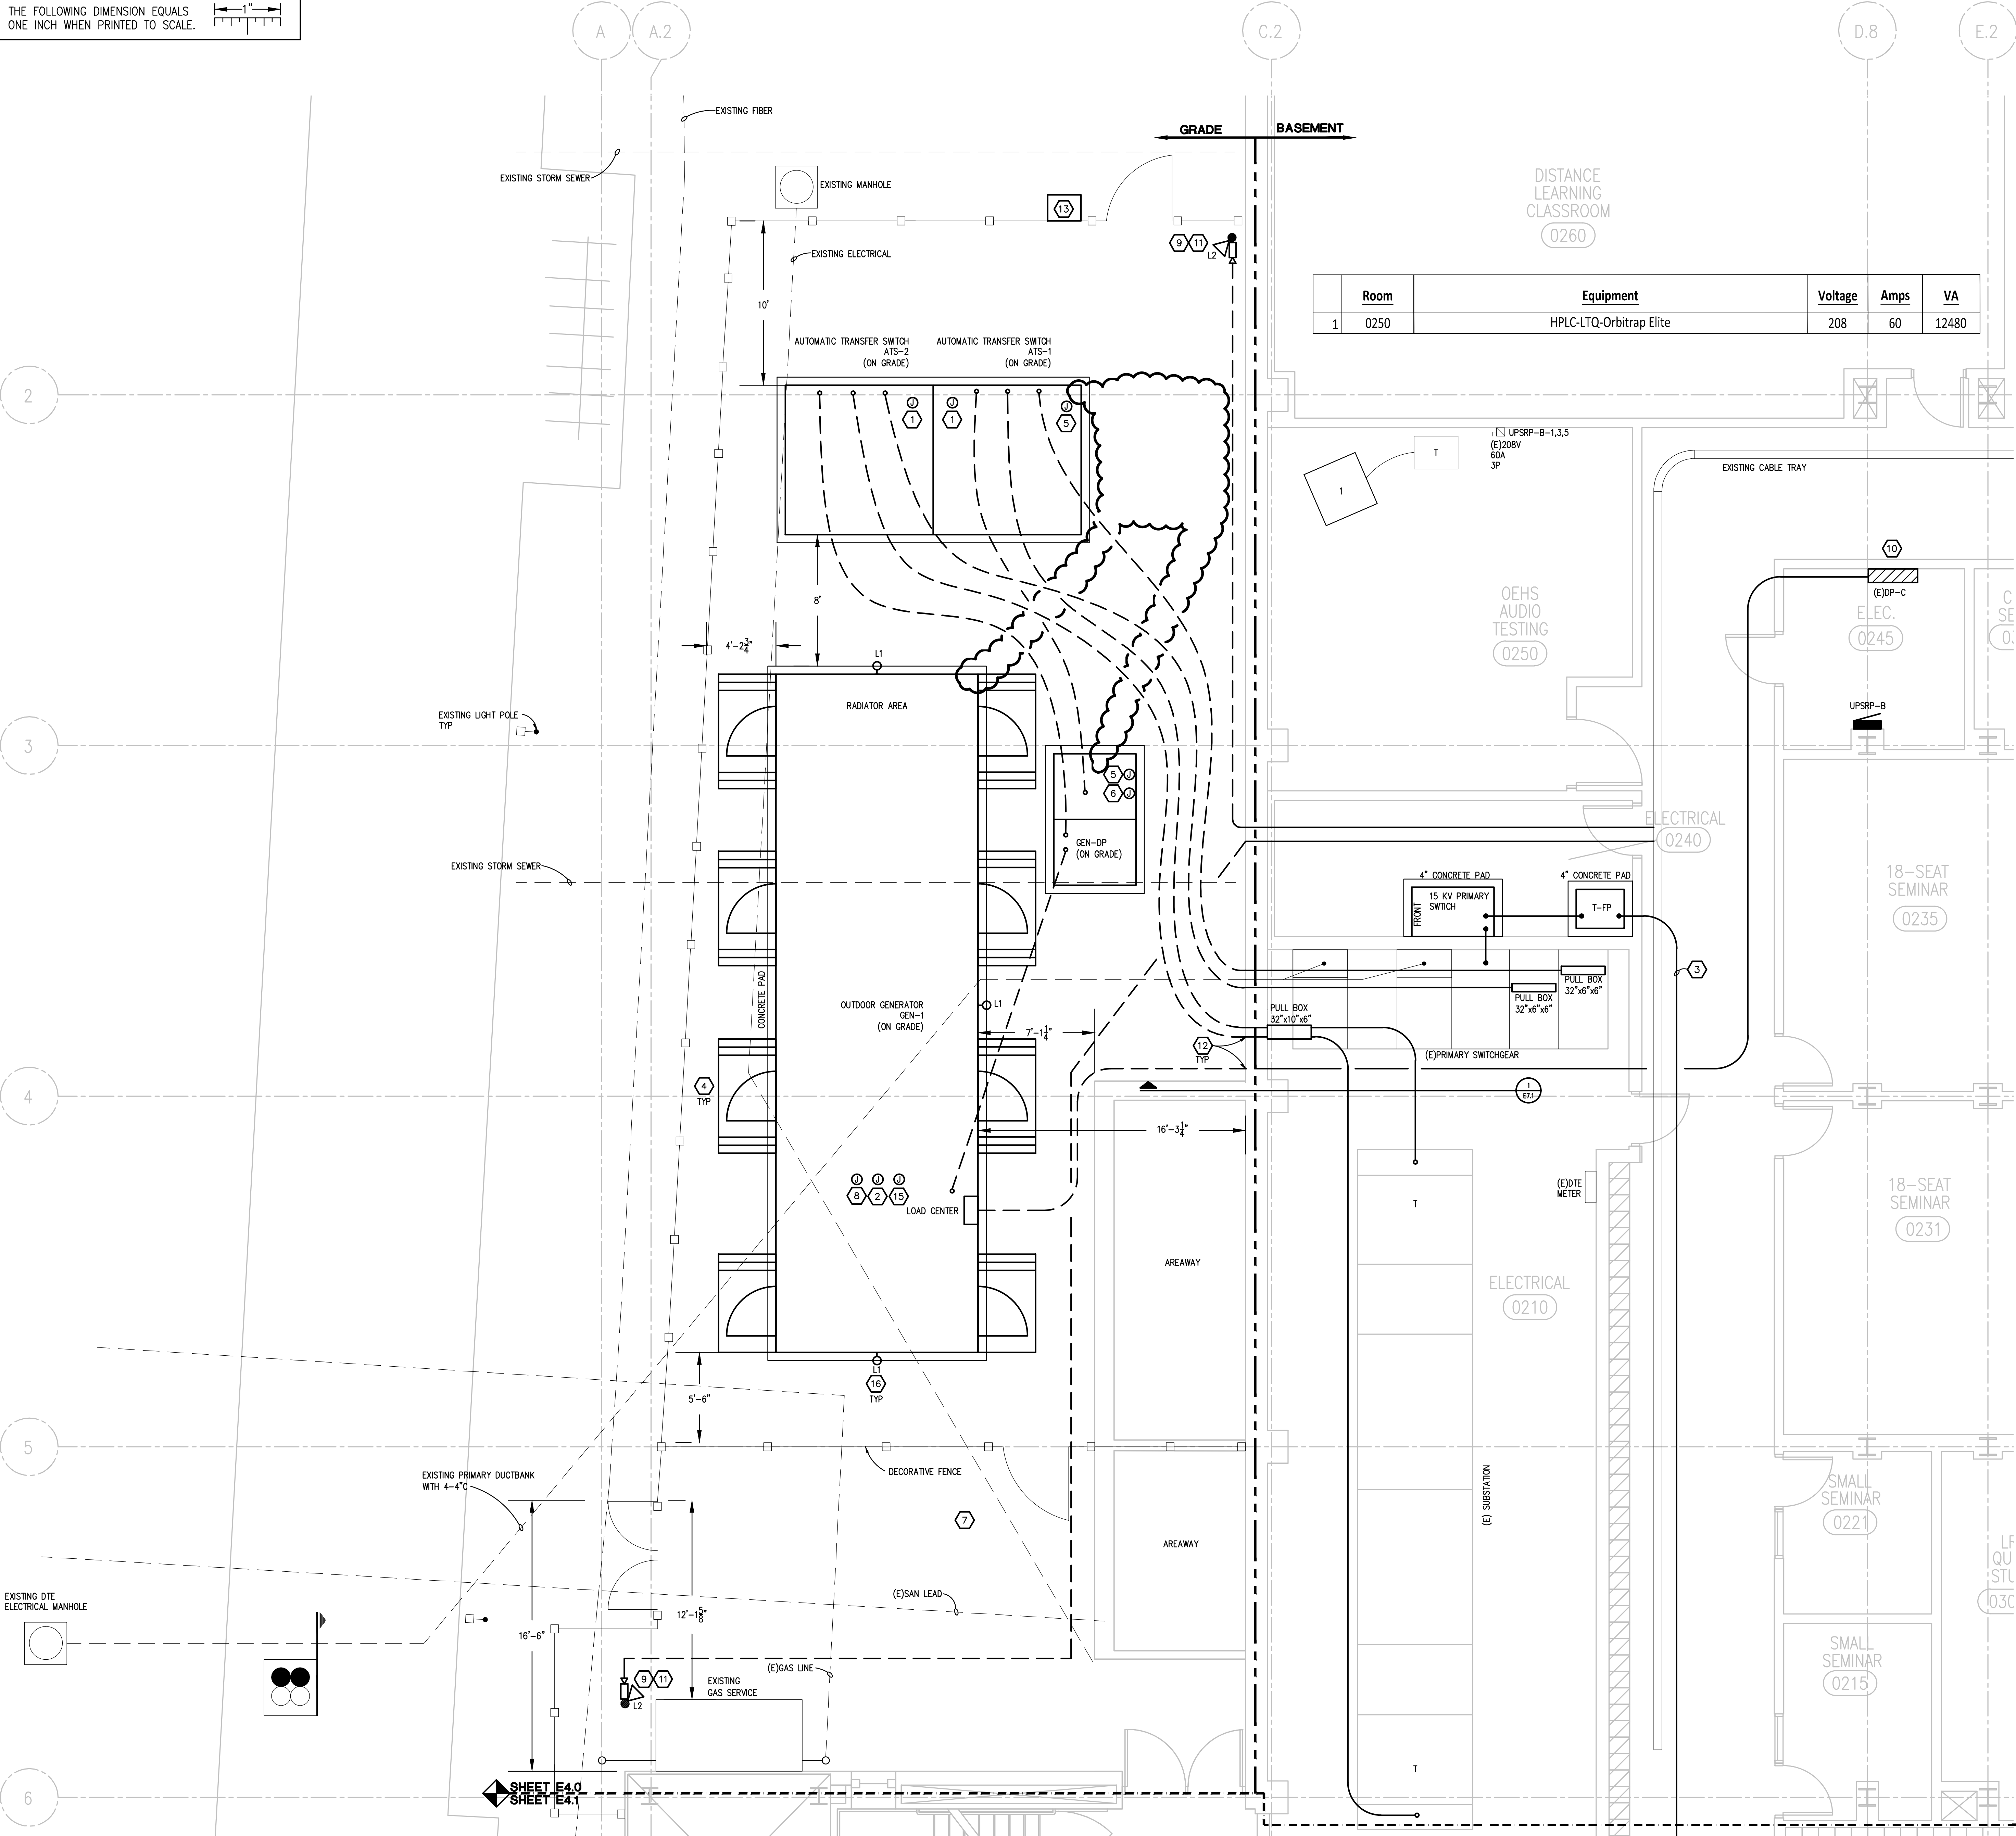 THE FOLLOWING DIMENSION EQUALS
ONE INCH WHEN PRINTED TO SCALE.
1"
A
A.2
C.2
D.8
E.2
EXISTING FIBER
GRADE
BASEMENT
EXISTING STORM SEWER
EXISTING MANHOLE
13
DISTANCE
LEARNING
CLASSROOM
0260
EXISTING ELECTRICAL
9
11
L2
10'
Room
Equipment
Voltage
Amps
VA
1
0250
HPLC-LTQ-Orbitrap Elite
208
60
12480
AUTOMATIC TRANSFER SWITCH
ATS-2
(ON GRADE)
AUTOMATIC TRANSFER SWITCH
ATS-1
(ON GRADE)
2
J
1
J
1
J
5
UPSRP-B-1,3,5
(E)208V
60A
3P
T
1
EXISTING CABLE TRAY
10
(E)DP-C
ELEC.
0245
8'
OEHS
AUDIO
TESTING
0250
4'-2¾"
L1
RADIATOR AREA
EXISTING LIGHT POLE
TYP
UPSRP-B
3
5
J
6
J
GEN-DP
(ON GRADE)
ELECTRICAL
0240
EXISTING STORM SEWER
4" CONCRETE PAD
15 KV PRIMARY
SWTICH
FRONT
4" CONCRETE PAD
T-FP
18-SEAT
SEMINAR
0235
3
CONCRETE PAD
OUTDOOR GENERATOR
GEN-1
(ON GRADE)
L1
7'-1¼"
PULL BOX
32"x6"x6"
PULL BOX
32"x6"x6"
PULL BOX
32"x10"x6"
12
TYP
(E)PRIMARY SWITCHGEAR
4
4
TYP
1
E7.1
16'-3¼"
J
J
J
8
2
15
LOAD CENTER
(E)DTE
METER
T
18-SEAT
SEMINAR
0231
AREAWAY
ELECTRICAL
0210
L1
16
TYP
5'-6"
5
DECORATIVE FENCE
EXISTING PRIMARY DUCTBANK
WITH 4-4"C
7
(E) SUBSTATION
SMALL
SEMINAR
0221
AREAWAY
EXISTING DTE
ELECTRICAL MANHOLE
(E)SAN LEAD
12'-1⅝"
16'-6"
(E)GAS LINE
9
11
L2
EXISTING
GAS SERVICE
SMALL
SEMINAR
0215
T
6
SHEET E4.0
SHEET E4.1